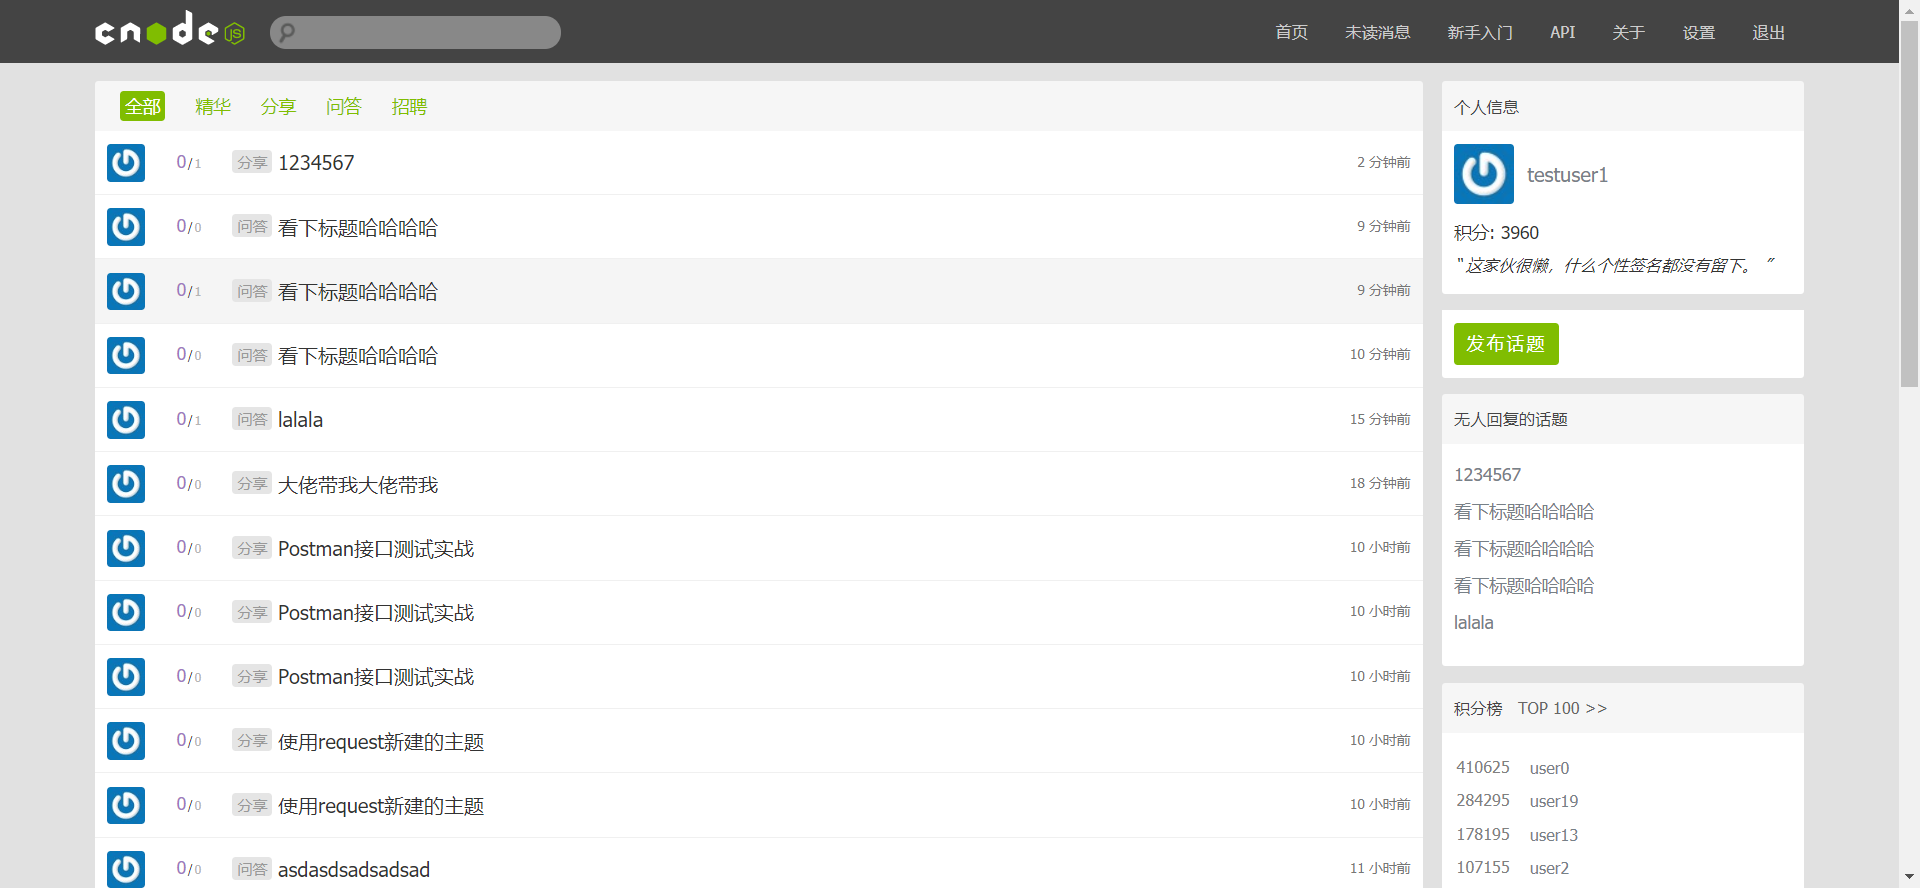 cnode JS
首页 未读消息 新手入门 API 关于 设置 退出
全部 精华 分享 问答 招聘
0/1 分享 1234567 2 分钟前
0/0 问答 看下标题哈哈哈哈 9 分钟前
0/1 问答 看下标题哈哈哈哈 9 分钟前
0/0 问答 看下标题哈哈哈哈 10 分钟前
0/1 问答 lalala 15 分钟前
0/0 分享 大佬带我大佬带我 18 分钟前
0/0 分享 Postman接口测试实战 10 小时前
0/0 分享 Postman接口测试实战 10 小时前
0/0 分享 Postman接口测试实战 10 小时前
0/0 分享 使用request新建的主题 10 小时前
0/0 分享 使用request新建的主题 10 小时前
0/0 问答 asdasdsadsadsad 11 小时前
个人信息
testuser1
积分: 3960
“ 这家伙很懒，什么个性签名都没有留下。 ”
发布话题
无人回复的话题
1234567
看下标题哈哈哈哈
看下标题哈哈哈哈
看下标题哈哈哈哈
lalala
积分榜 TOP 100 >>
410625 user0
284295 user19
178195 user13
107155 user2